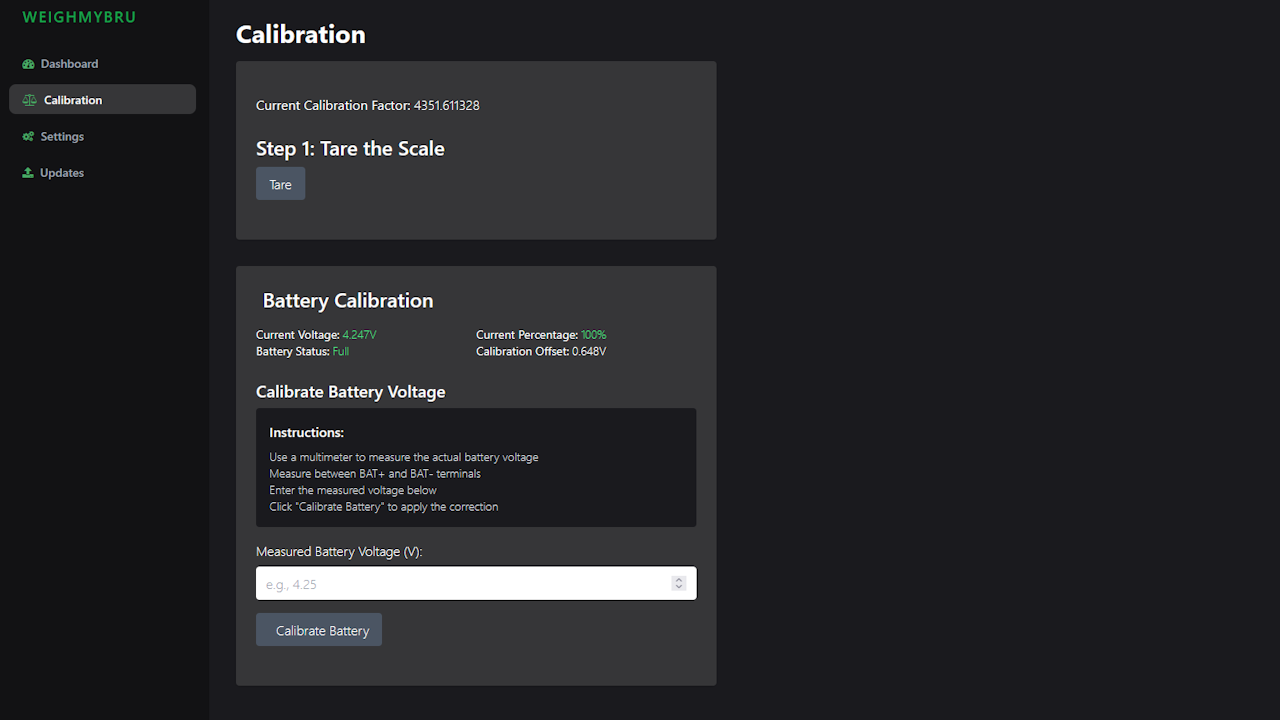 WEIGHMYBRU
Dashboard
Calibration
Settings
Updates
Calibration
Current Calibration Factor: 4351.611328
Step 1: Tare the Scale
Tare
Battery Calibration
Current Voltage: 4.247V
Current Percentage: 100%
Battery Status: Full
Calibration Offset: 0.648V
Calibrate Battery Voltage
Instructions:
Use a multimeter to measure the actual battery voltage
Measure between BAT+ and BAT- terminals
Enter the measured voltage below
Click "Calibrate Battery" to apply the correction
Measured Battery Voltage (V):
e.g., 4.25
Calibrate Battery